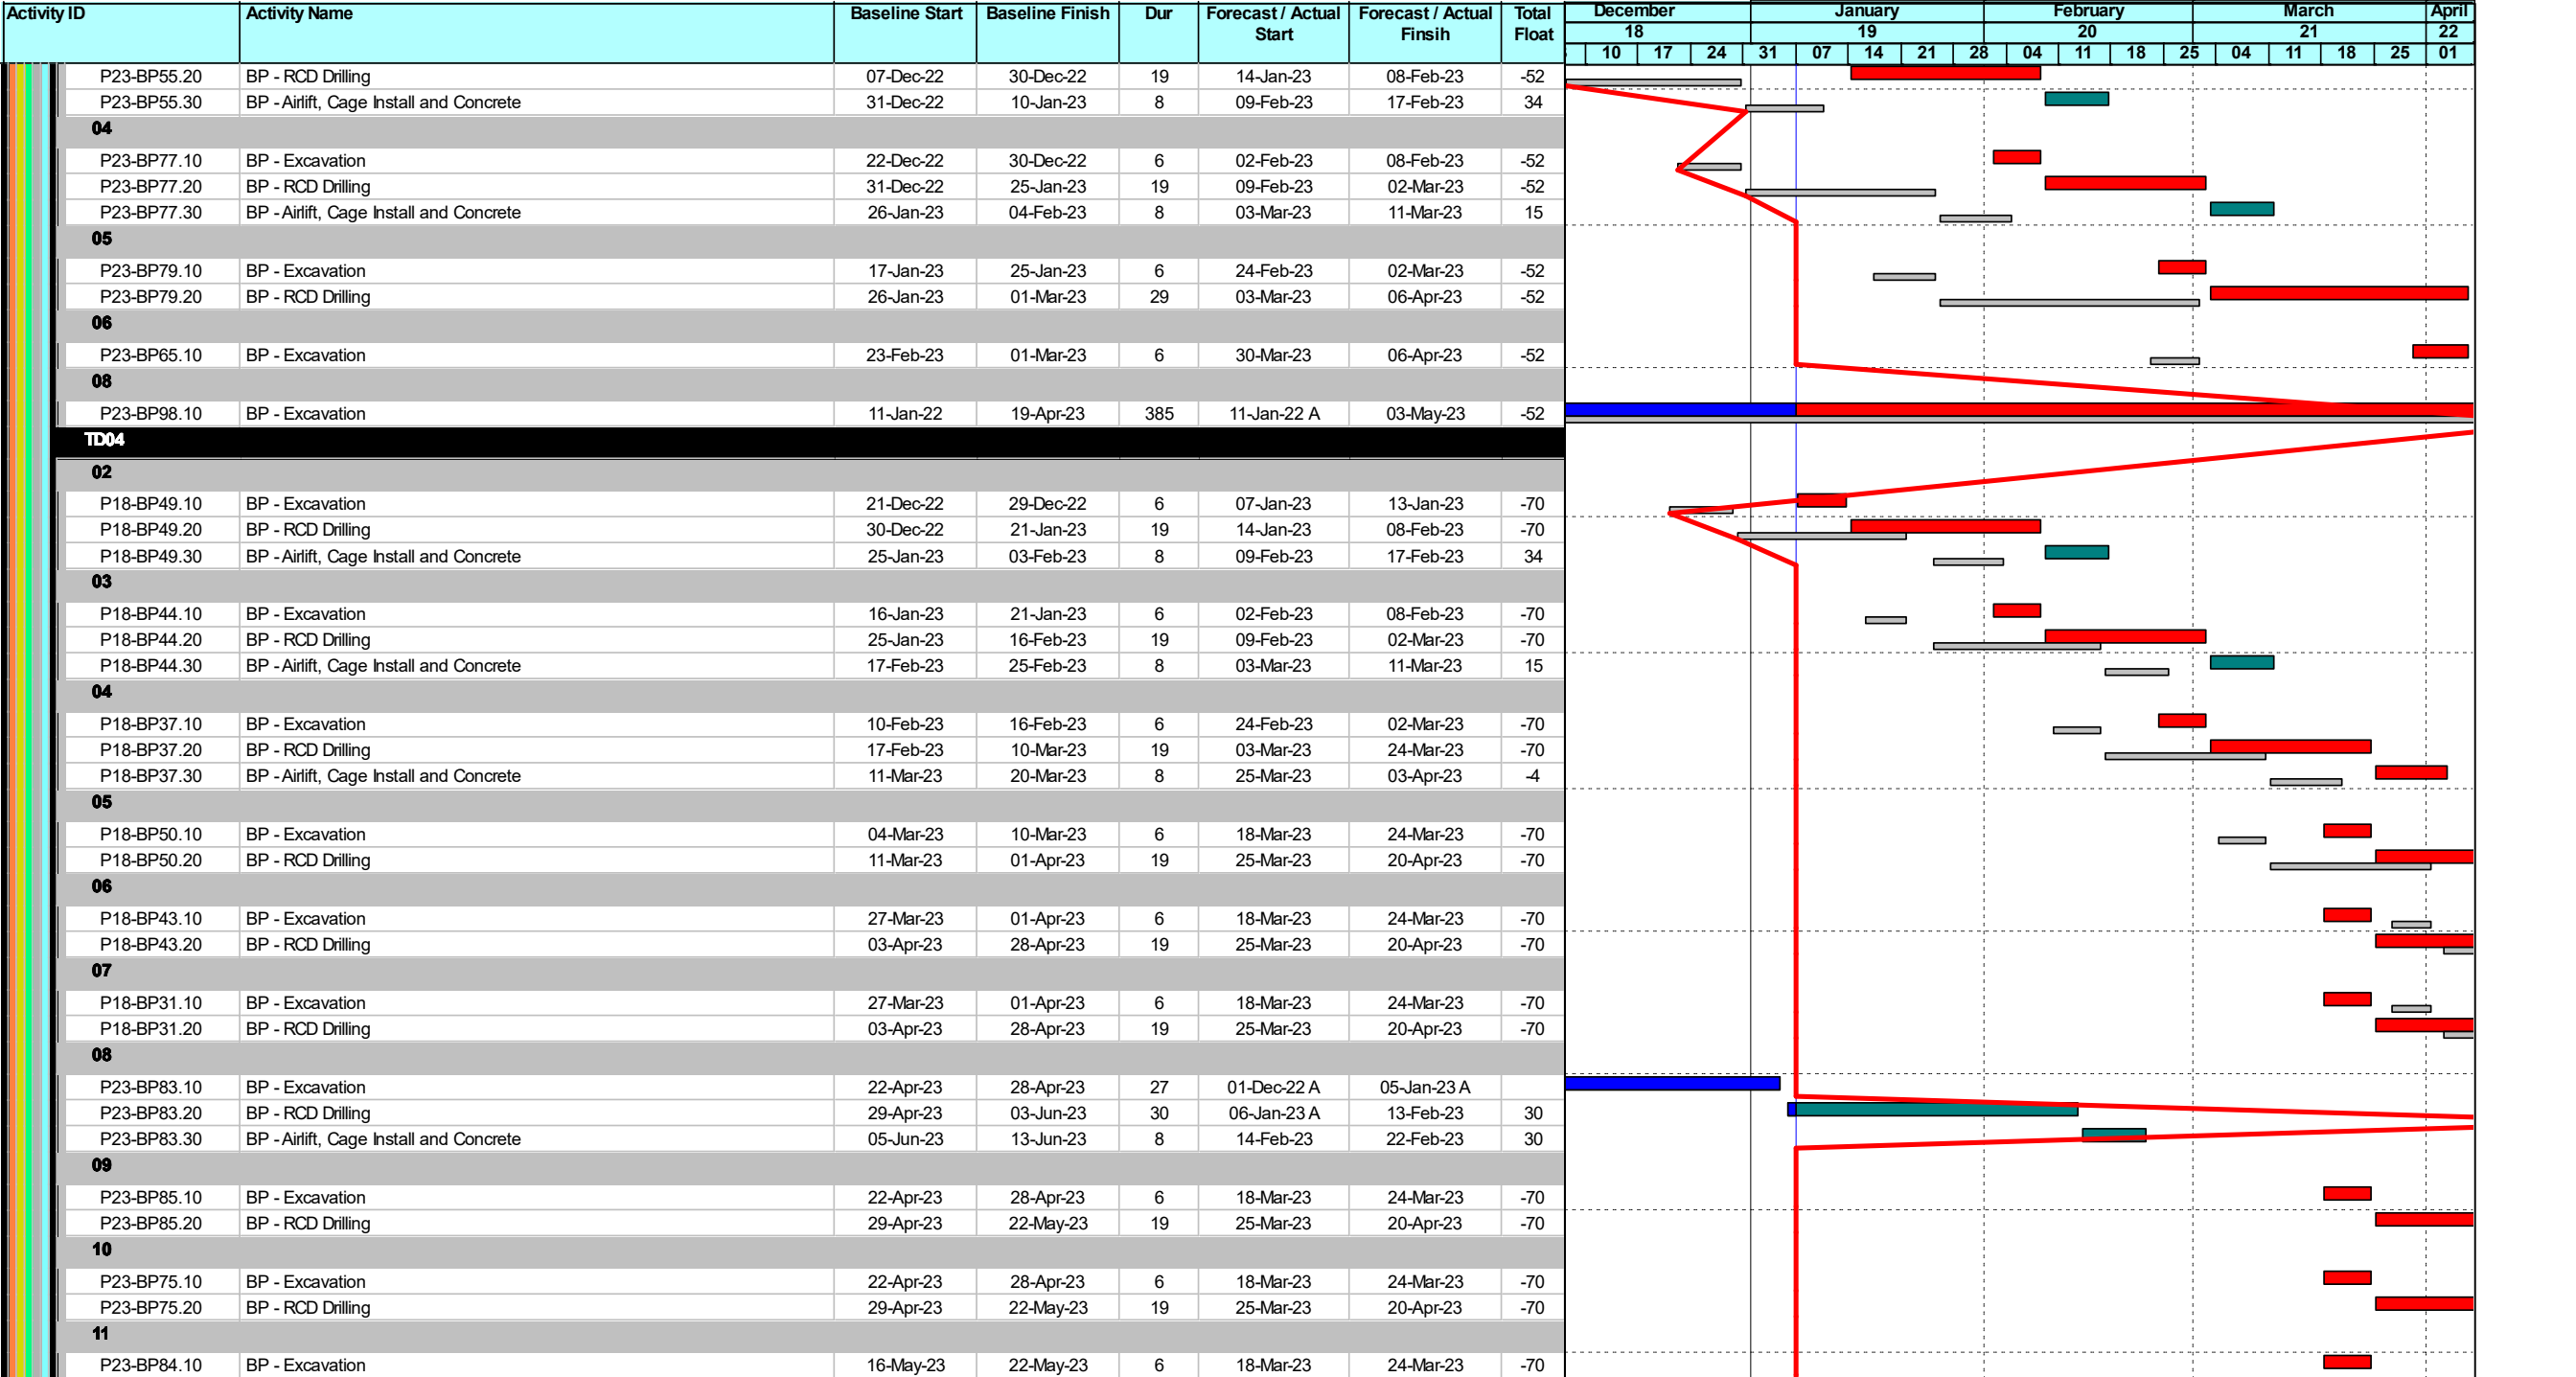 Activity ID Activity Name Baseline Start Baseline Finish Dur Forecast / Actual Start Forecast / Actual Finsih Total Float
December January February March April
18 19 20 21 22
10 17 24 31 07 14 21 28 04 11 18 25 04 11 18 25 01
P23-BP55.20 BP - RCD Drilling 07-Dec-22 30-Dec-22 19 14-Jan-23 08-Feb-23 -52
P23-BP55.30 BP - Airlift, Cage Install and Concrete 31-Dec-22 10-Jan-23 8 09-Feb-23 17-Feb-23 34
04
P23-BP77.10 BP - Excavation 22-Dec-22 30-Dec-22 6 02-Feb-23 08-Feb-23 -52
P23-BP77.20 BP - RCD Drilling 31-Dec-22 25-Jan-23 19 09-Feb-23 02-Mar-23 -52
P23-BP77.30 BP - Airlift, Cage Install and Concrete 26-Jan-23 04-Feb-23 8 03-Mar-23 11-Mar-23 15
05
P23-BP79.10 BP - Excavation 17-Jan-23 25-Jan-23 6 24-Feb-23 02-Mar-23 -52
P23-BP79.20 BP - RCD Drilling 26-Jan-23 01-Mar-23 29 03-Mar-23 06-Apr-23 -52
06
P23-BP65.10 BP - Excavation 23-Feb-23 01-Mar-23 6 30-Mar-23 06-Apr-23 -52
08
P23-BP98.10 BP - Excavation 11-Jan-22 19-Apr-23 385 11-Jan-22 A 03-May-23 -52
TD04
02
P18-BP49.10 BP - Excavation 21-Dec-22 29-Dec-22 6 07-Jan-23 13-Jan-23 -70
P18-BP49.20 BP - RCD Drilling 30-Dec-22 21-Jan-23 19 14-Jan-23 08-Feb-23 -70
P18-BP49.30 BP - Airlift, Cage Install and Concrete 25-Jan-23 03-Feb-23 8 09-Feb-23 17-Feb-23 34
03
P18-BP44.10 BP - Excavation 16-Jan-23 21-Jan-23 6 02-Feb-23 08-Feb-23 -70
P18-BP44.20 BP - RCD Drilling 25-Jan-23 16-Feb-23 19 09-Feb-23 02-Mar-23 -70
P18-BP44.30 BP - Airlift, Cage Install and Concrete 17-Feb-23 25-Feb-23 8 03-Mar-23 11-Mar-23 15
04
P18-BP37.10 BP - Excavation 10-Feb-23 16-Feb-23 6 24-Feb-23 02-Mar-23 -70
P18-BP37.20 BP - RCD Drilling 17-Feb-23 10-Mar-23 19 03-Mar-23 24-Mar-23 -70
P18-BP37.30 BP - Airlift, Cage Install and Concrete 11-Mar-23 20-Mar-23 8 25-Mar-23 03-Apr-23 -4
05
P18-BP50.10 BP - Excavation 04-Mar-23 10-Mar-23 6 18-Mar-23 24-Mar-23 -70
P18-BP50.20 BP - RCD Drilling 11-Mar-23 01-Apr-23 19 25-Mar-23 20-Apr-23 -70
06
P18-BP43.10 BP - Excavation 27-Mar-23 01-Apr-23 6 18-Mar-23 24-Mar-23 -70
P18-BP43.20 BP - RCD Drilling 03-Apr-23 28-Apr-23 19 25-Mar-23 20-Apr-23 -70
07
P18-BP31.10 BP - Excavation 27-Mar-23 01-Apr-23 6 18-Mar-23 24-Mar-23 -70
P18-BP31.20 BP - RCD Drilling 03-Apr-23 28-Apr-23 19 25-Mar-23 20-Apr-23 -70
08
P23-BP83.10 BP - Excavation 22-Apr-23 28-Apr-23 27 01-Dec-22 A 05-Jan-23 A
P23-BP83.20 BP - RCD Drilling 29-Apr-23 03-Jun-23 30 06-Jan-23 A 13-Feb-23 30
P23-BP83.30 BP - Airlift, Cage Install and Concrete 05-Jun-23 13-Jun-23 8 14-Feb-23 22-Feb-23 30
09
P23-BP85.10 BP - Excavation 22-Apr-23 28-Apr-23 6 18-Mar-23 24-Mar-23 -70
P23-BP85.20 BP - RCD Drilling 29-Apr-23 22-May-23 19 25-Mar-23 20-Apr-23 -70
10
P23-BP75.10 BP - Excavation 22-Apr-23 28-Apr-23 6 18-Mar-23 24-Mar-23 -70
P23-BP75.20 BP - RCD Drilling 29-Apr-23 22-May-23 19 25-Mar-23 20-Apr-23 -70
11
P23-BP84.10 BP - Excavation 16-May-23 22-May-23 6 18-Mar-23 24-Mar-23 -70